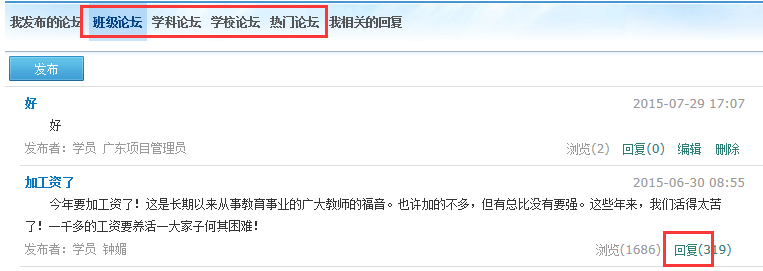 我发布的论坛 班级论坛 学科论坛 学校论坛 热门论坛 我相关的回复
发布
好 2015-07-29 17:07
好
发布者：学员 广东项目管理员 浏览(2) 回复(0) 编辑 删除
加工资了 2015-06-30 08:55
今年要加工资了！这是长期以来从事教育事业的广大教师的福音。也许加的不多，但有总比没有要强。这些年来，我们活得太苦
了！一千多的工资要养活一大家子何其困难！
发布者：学员 钟媚 浏览(1686) 回复(319)